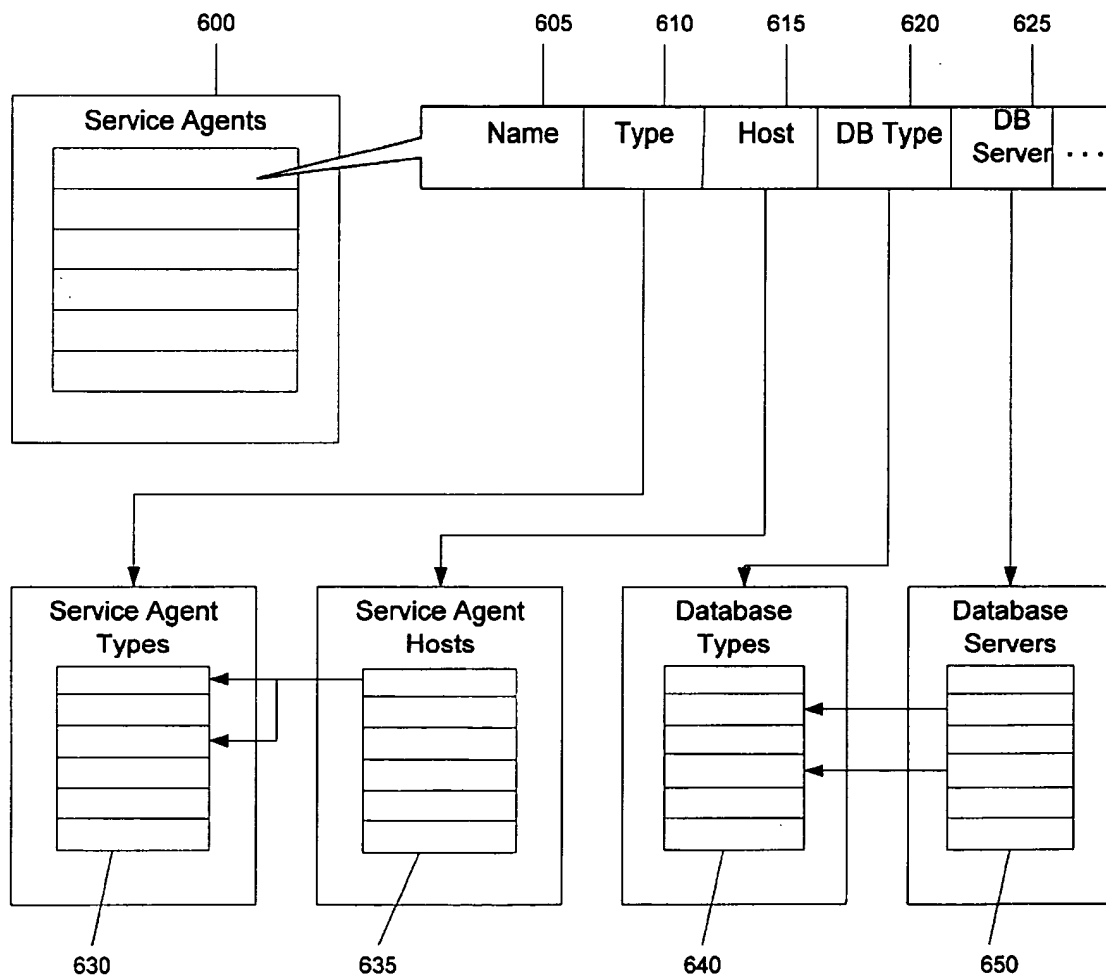 600
605
610
615
620
625
Service Agents
Name
Type
Host
DB Type
DB
Server
...
Service Agent
Types
Service Agent
Hosts
Database
Types
Database
Servers
630
635
640
650